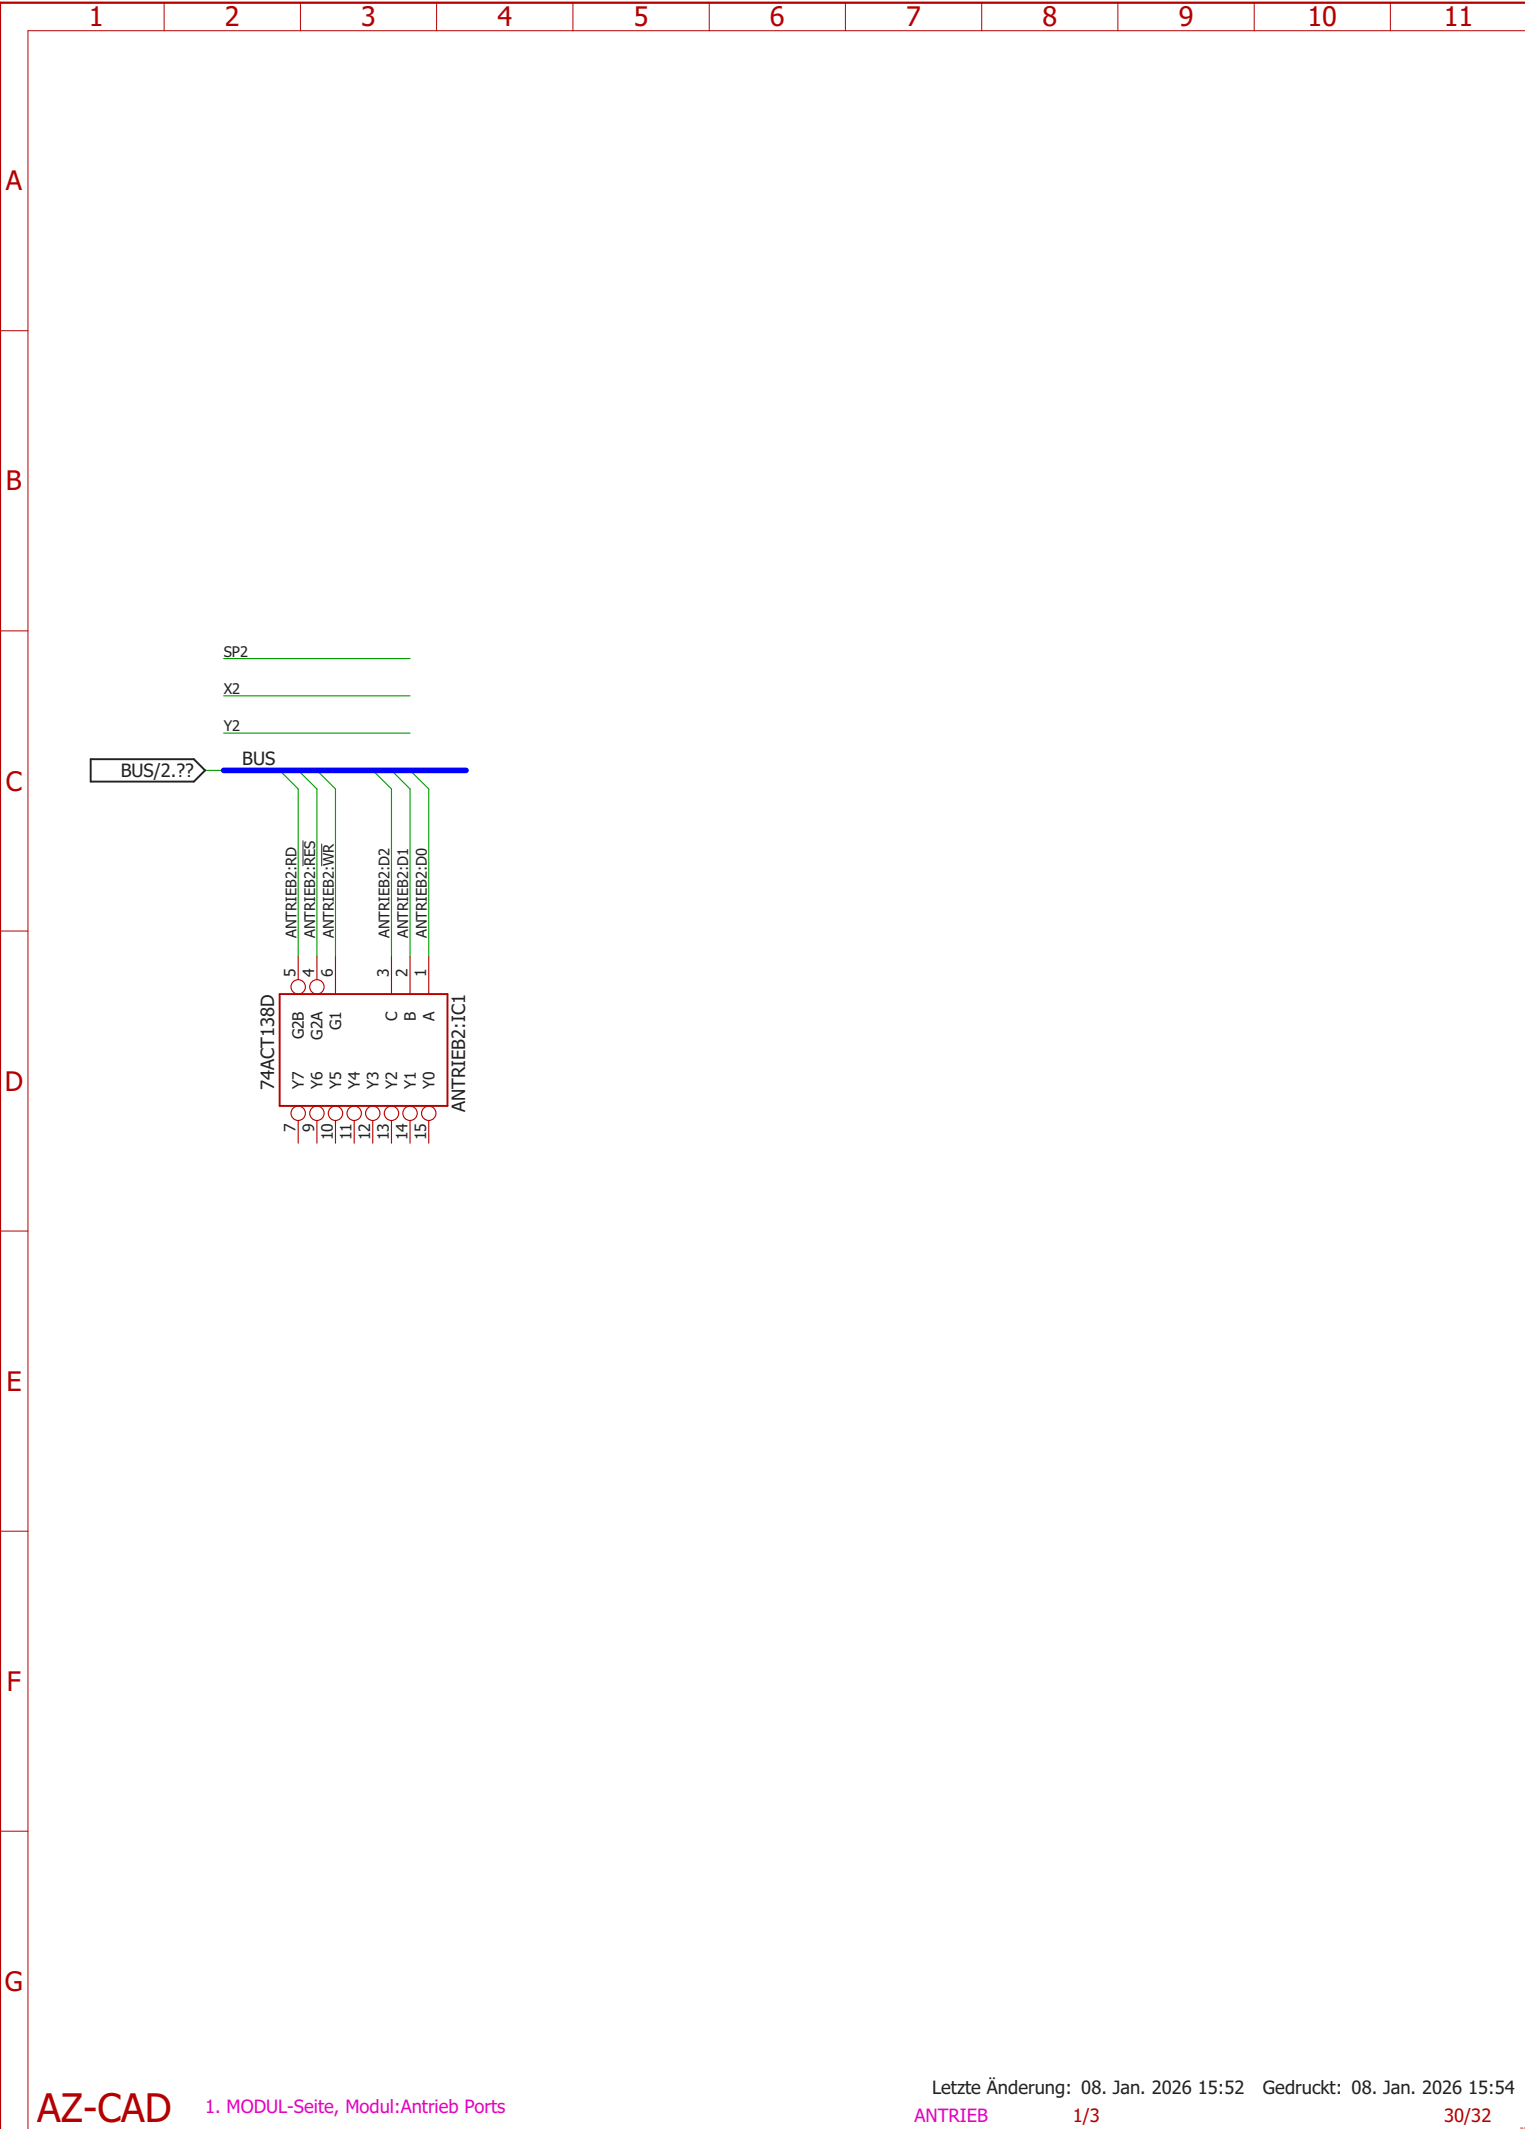 1 2 3 4 5 6 7 8 9 10 11
A
B
SP2
X2
Y2
BUS
BUS/2.??
C
ANTRIEB2:RD
ANTRIEB2:R̅E̅S̅
ANTRIEB2:W̅R̅
ANTRIEB2:D2
ANTRIEB2:D1
ANTRIEB2:D0
5 4 6 3 2 1
74ACT138D
G2B G2A G1 C B A
ANTRIEB2:IC1
Y7 Y6 Y5 Y4 Y3 Y2 Y1 Y0
D
7 9 10 11 12 13 14 15
E
F
G
Letzte Änderung: 08. Jan. 2026 15:52 Gedruckt: 08. Jan. 2026 15:54
AZ-CAD 1. MODUL-Seite, Modul:Antrieb Ports
ANTRIEB 1/3 30/32